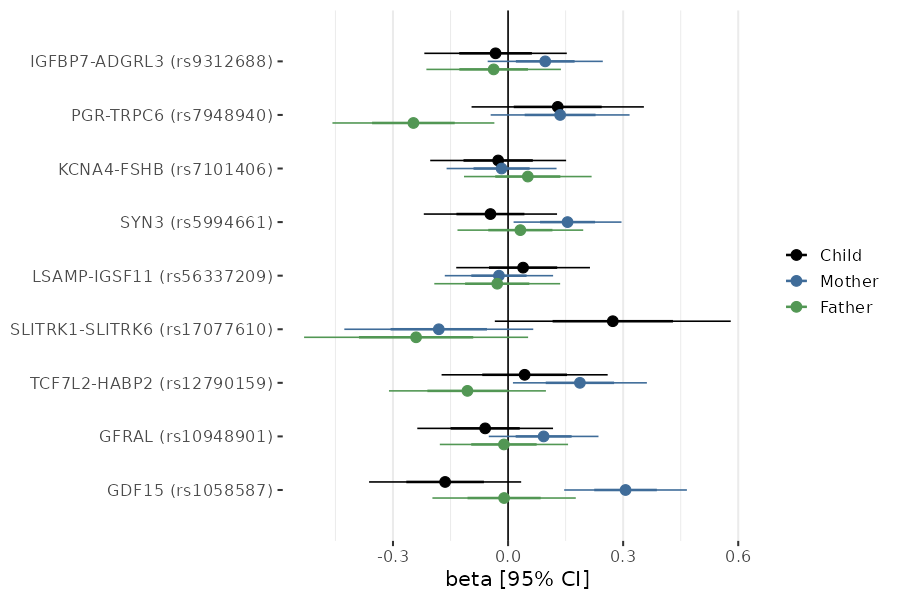 IGFBP7-ADGRL3 (rs9312688)
PGR-TRPC6 (rs7948940)
KCNA4-FSHB (rs7101406)
SYN3 (rs5994661)
LSAMP-IGSF11 (rs56337209)
SLITRK1-SLITRK6 (rs17077610)
TCF7L2-HABP2 (rs12790159)
GFRAL (rs10948901)
GDF15 (rs1058587)
-0.3 0.0 0.3 0.6
beta [95% CI]
Child
Mother
Father